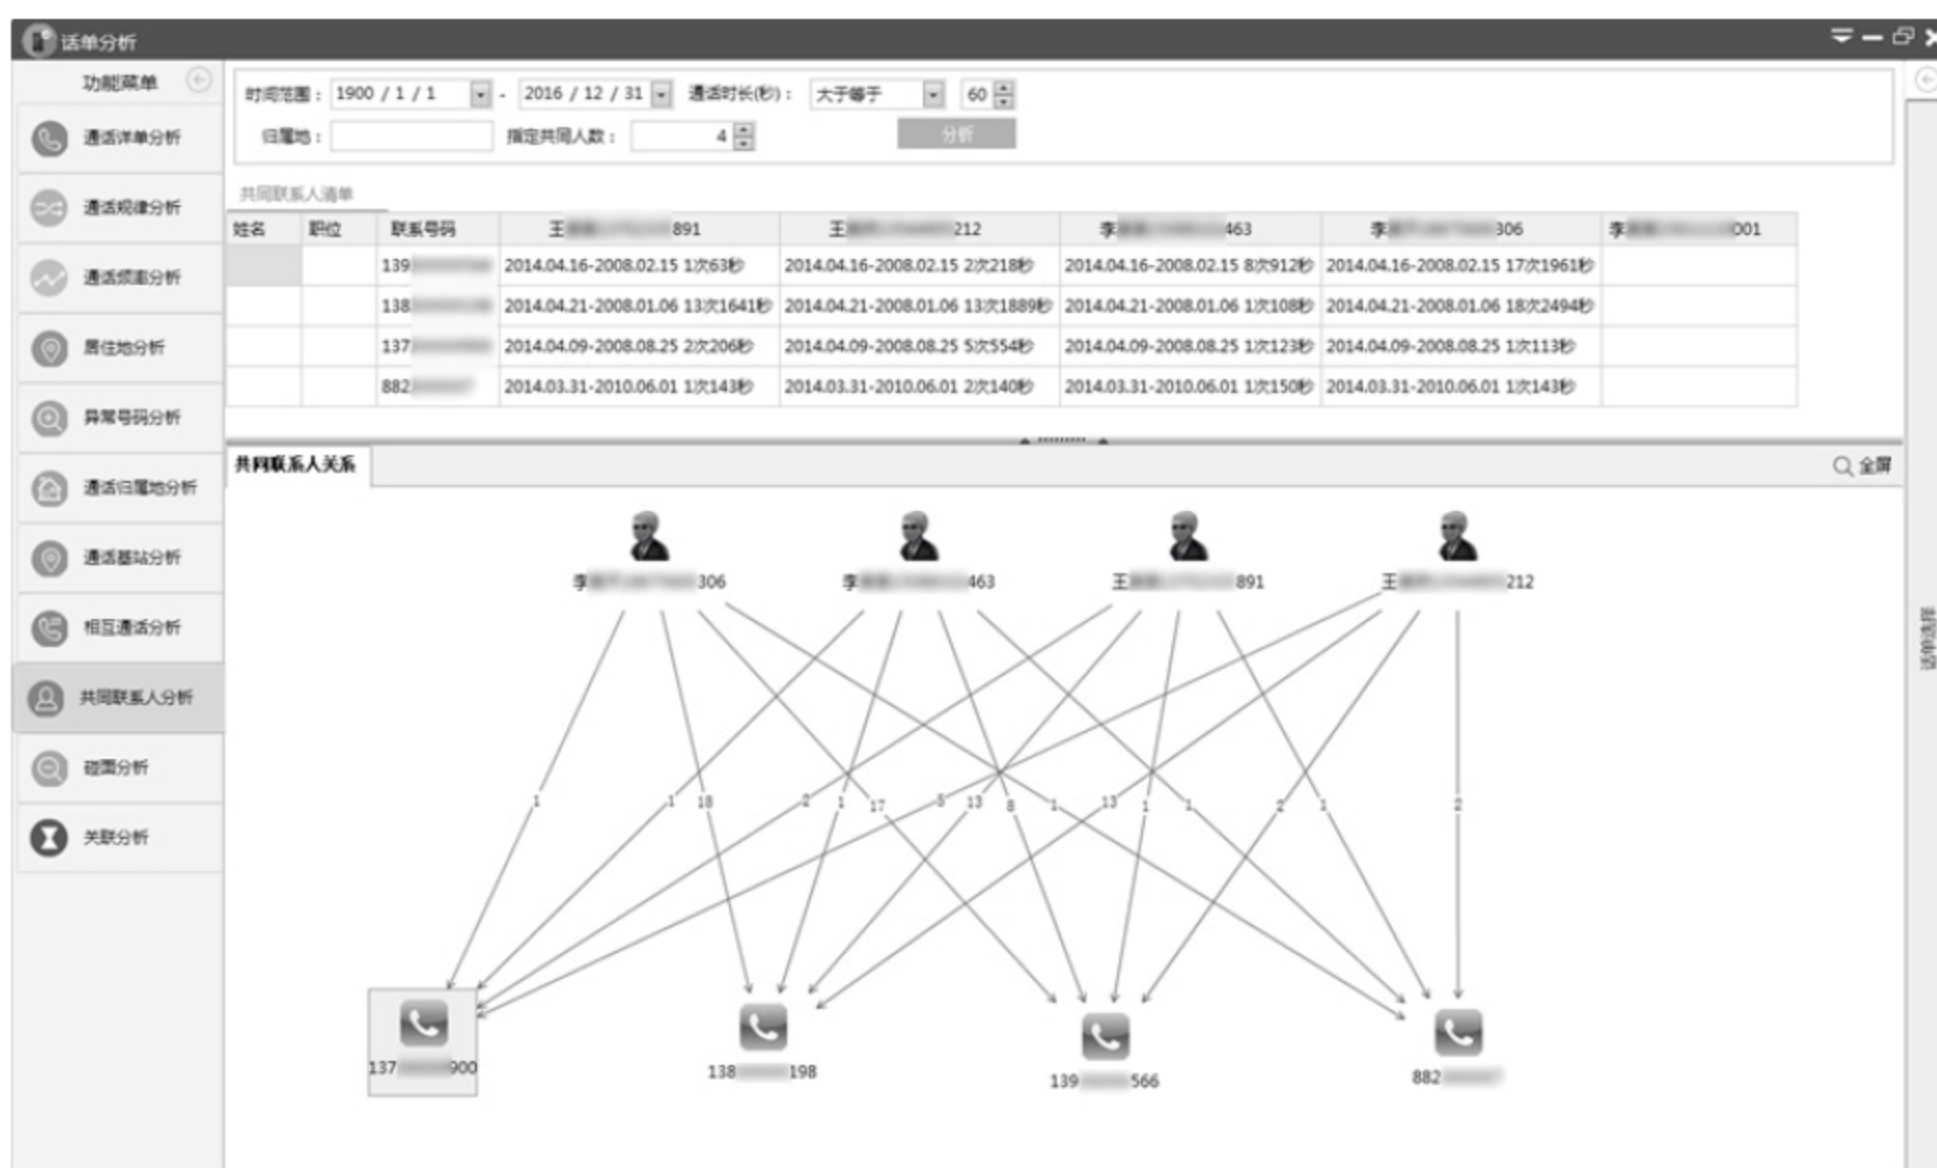 话单分析
功能菜单
通话详单分析
通话规律分析
通话频率分析
居住地分析
异常号码分析
通话归属地分析
通话基站分析
相互通话分析
共同联系人分析
碰面分析
关联分析
时间范围： 1900 / 1 / 1 - 2016 / 12 / 31 通话时长(秒)： 大于等于 60
归属地： 指定共同人数： 4 分析
共同联系人清单
姓名 职位 联系号码 王 891 王 212 李 463 李 306 李 001
139 2014.04.16-2008.02.15 1次63秒 2014.04.16-2008.02.15 2次218秒 2014.04.16-2008.02.15 8次912秒 2014.04.16-2008.02.15 17次1961秒
138 2014.04.21-2008.01.06 13次1641秒 2014.04.21-2008.01.06 13次1889秒 2014.04.21-2008.01.06 1次108秒 2014.04.21-2008.01.06 18次2494秒
137 2014.04.09-2008.08.25 2次206秒 2014.04.09-2008.08.25 5次554秒 2014.04.09-2008.08.25 1次123秒 2014.04.09-2008.08.25 1次113秒
882 2014.03.31-2010.06.01 1次143秒 2014.03.31-2010.06.01 2次140秒 2014.03.31-2010.06.01 1次150秒 2014.03.31-2010.06.01 1次143秒
共同联系人关系 全屏
李 306 李 463 王 891 王 212
1 1 18 2 1 17 5 13 8 1 13 1 1 2 1 2
137 900 138 198 139 566 882